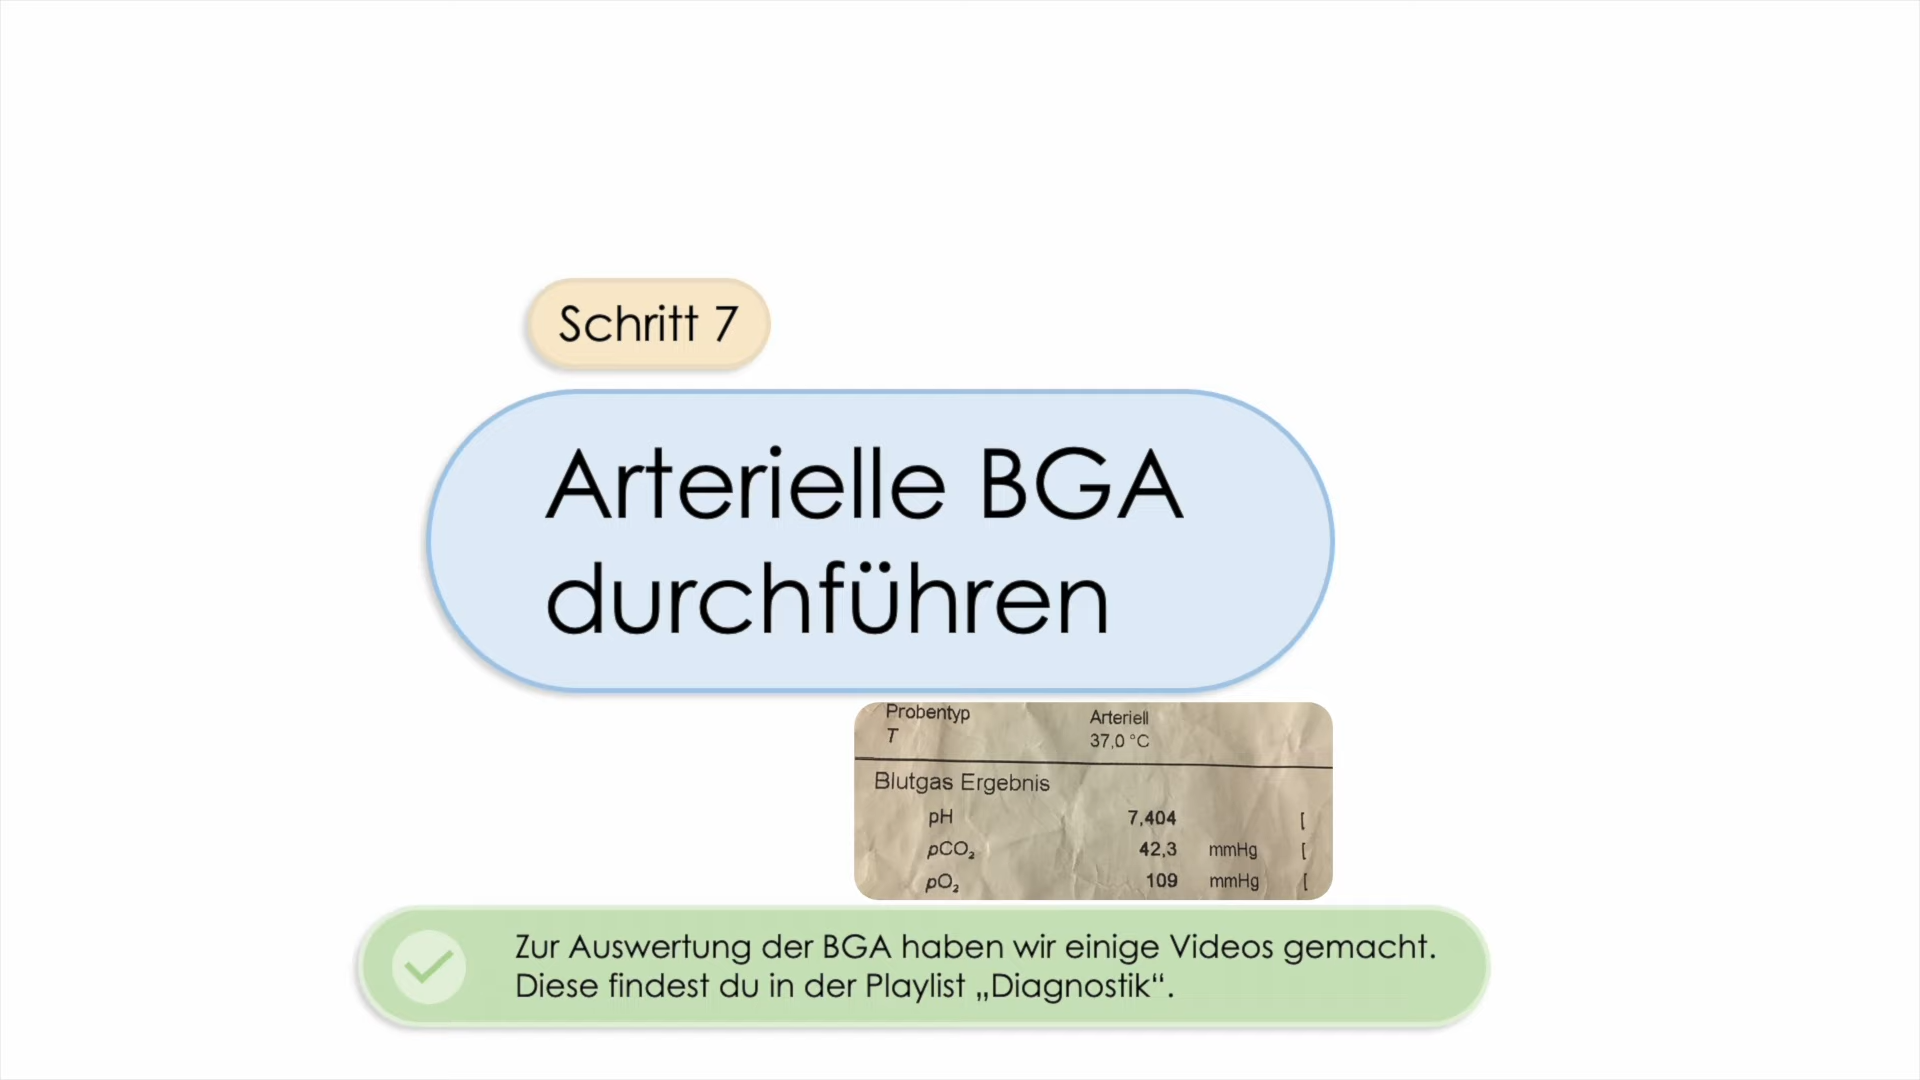 Schritt 7
Arterielle BGA
durchführen
Probentyp Arteriell
T 37,0 °C
Blutgas Ergebnis
pH 7,404 [
pCO₂ 42,3 mmHg [
pO₂ 109 mmHg [
Zur Auswertung der BGA haben wir einige Videos gemacht.
Diese findest du in der Playlist „Diagnostik“.